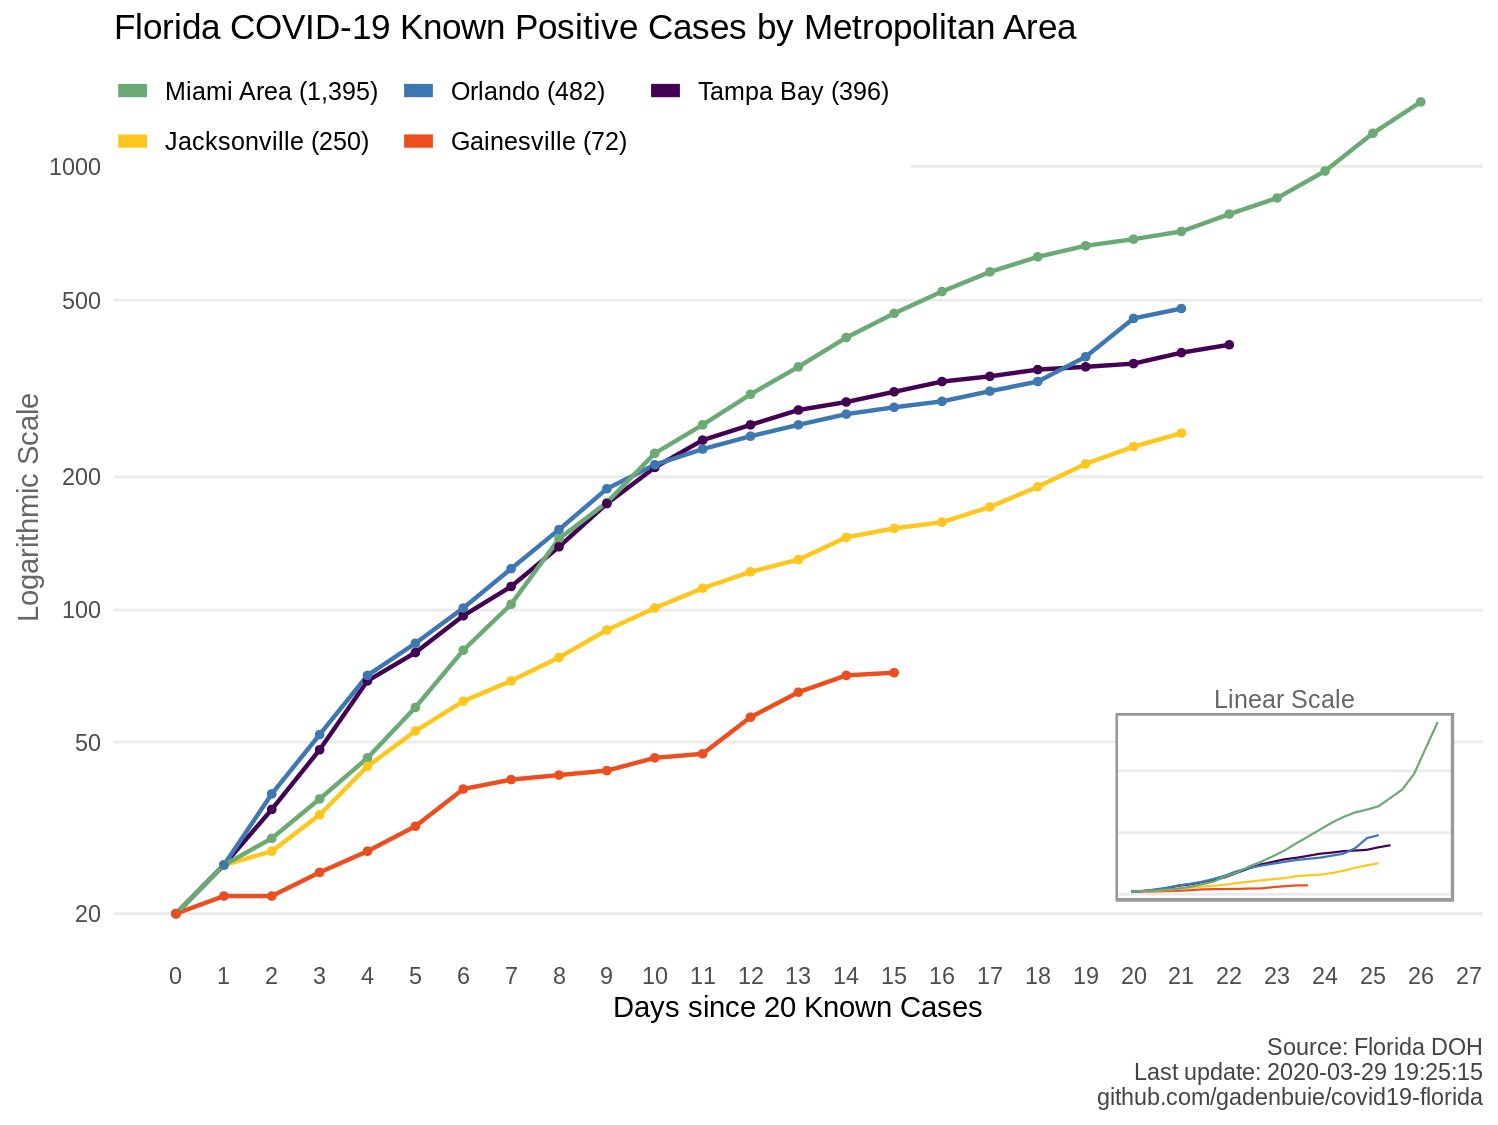 Florida COVID-19 Known Positive Cases by Metropolitan Area
Miami Area (1,395) Orlando (482) Tampa Bay (396)
Jacksonville (250) Gainesville (72)
1000
500
200
100
50
20
Logarithmic Scale
Linear Scale
0 1 2 3 4 5 6 7 8 9 10 11 12 13 14 15 16 17 18 19 20 21 22 23 24 25 26 27
Days since 20 Known Cases
Source: Florida DOH
Last update: 2020-03-29 19:25:15
github.com/gadenbuie/covid19-florida